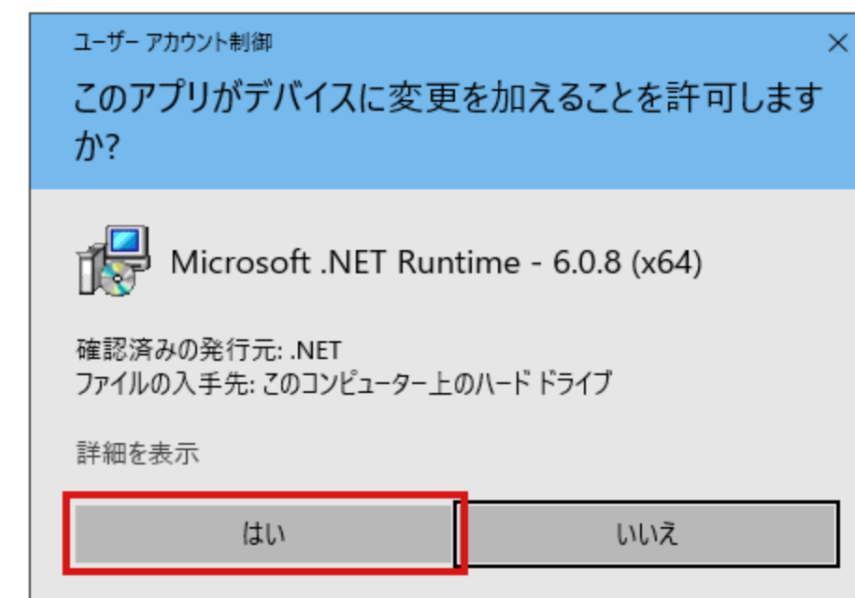 ユーザー アカウント制御
このアプリがデバイスに変更を加えることを許可します
か?
Microsoft .NET Runtime - 6.0.8 (x64)
確認済みの発行元: .NET
ファイルの入手先: このコンピューター上のハード ドライブ
詳細を表示
はい
いいえ